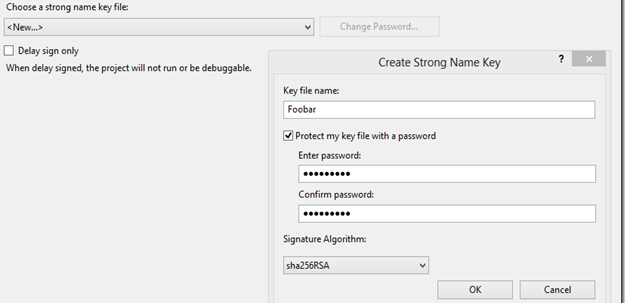 Choose a strong name key file:
<New...>
Change Password...
Delay sign only
When delay signed, the project will not run or be debuggable.
Create Strong Name Key
?
Key file name:
Foobar
Protect my key file with a password
Enter password:
●●●●●●●●●
Confirm password:
●●●●●●●●●
Signature Algorithm:
sha256RSA
OK
Cancel